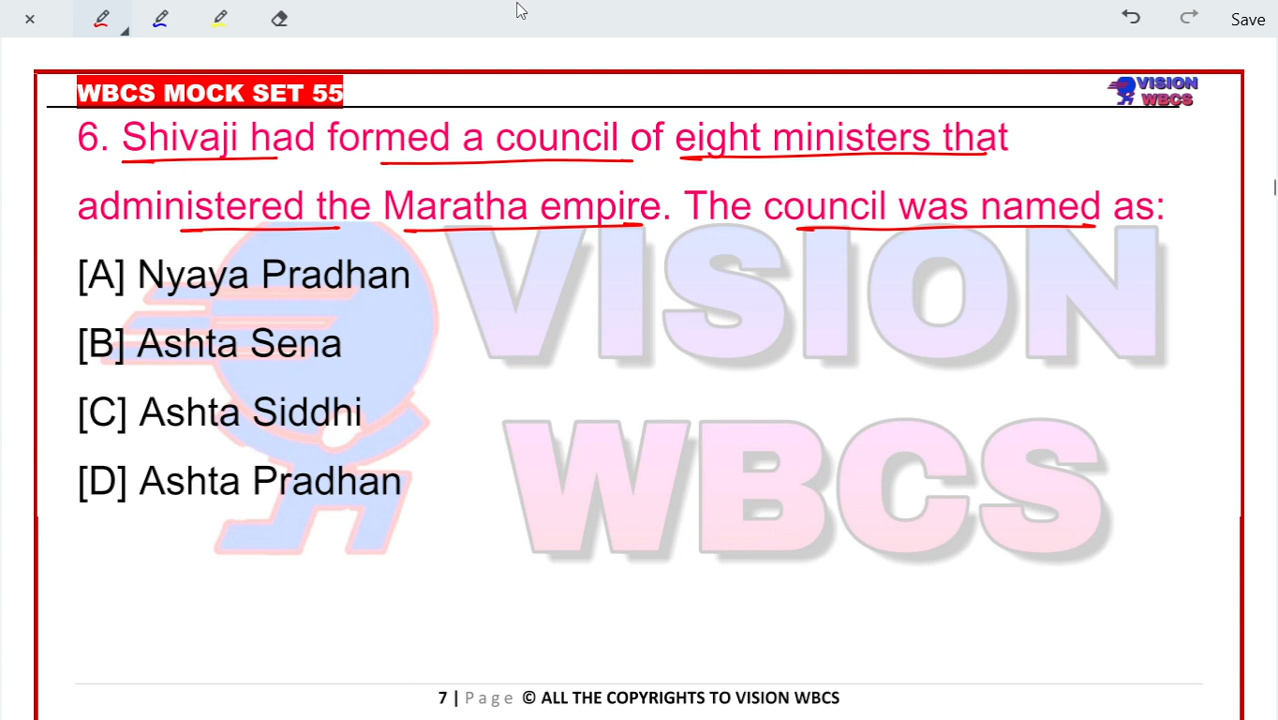 Save
WBCS MOCK SET 55
VISION
WBCS
6. Shivaji had formed a council of eight ministers that
administered the Maratha empire. The council was named as:
[A] Nyaya Pradhan
[B] Ashta Sena
[C] Ashta Siddhi
[D] Ashta Pradhan
VISION
WBCS
7 | Page © ALL THE COPYRIGHTS TO VISION WBCS